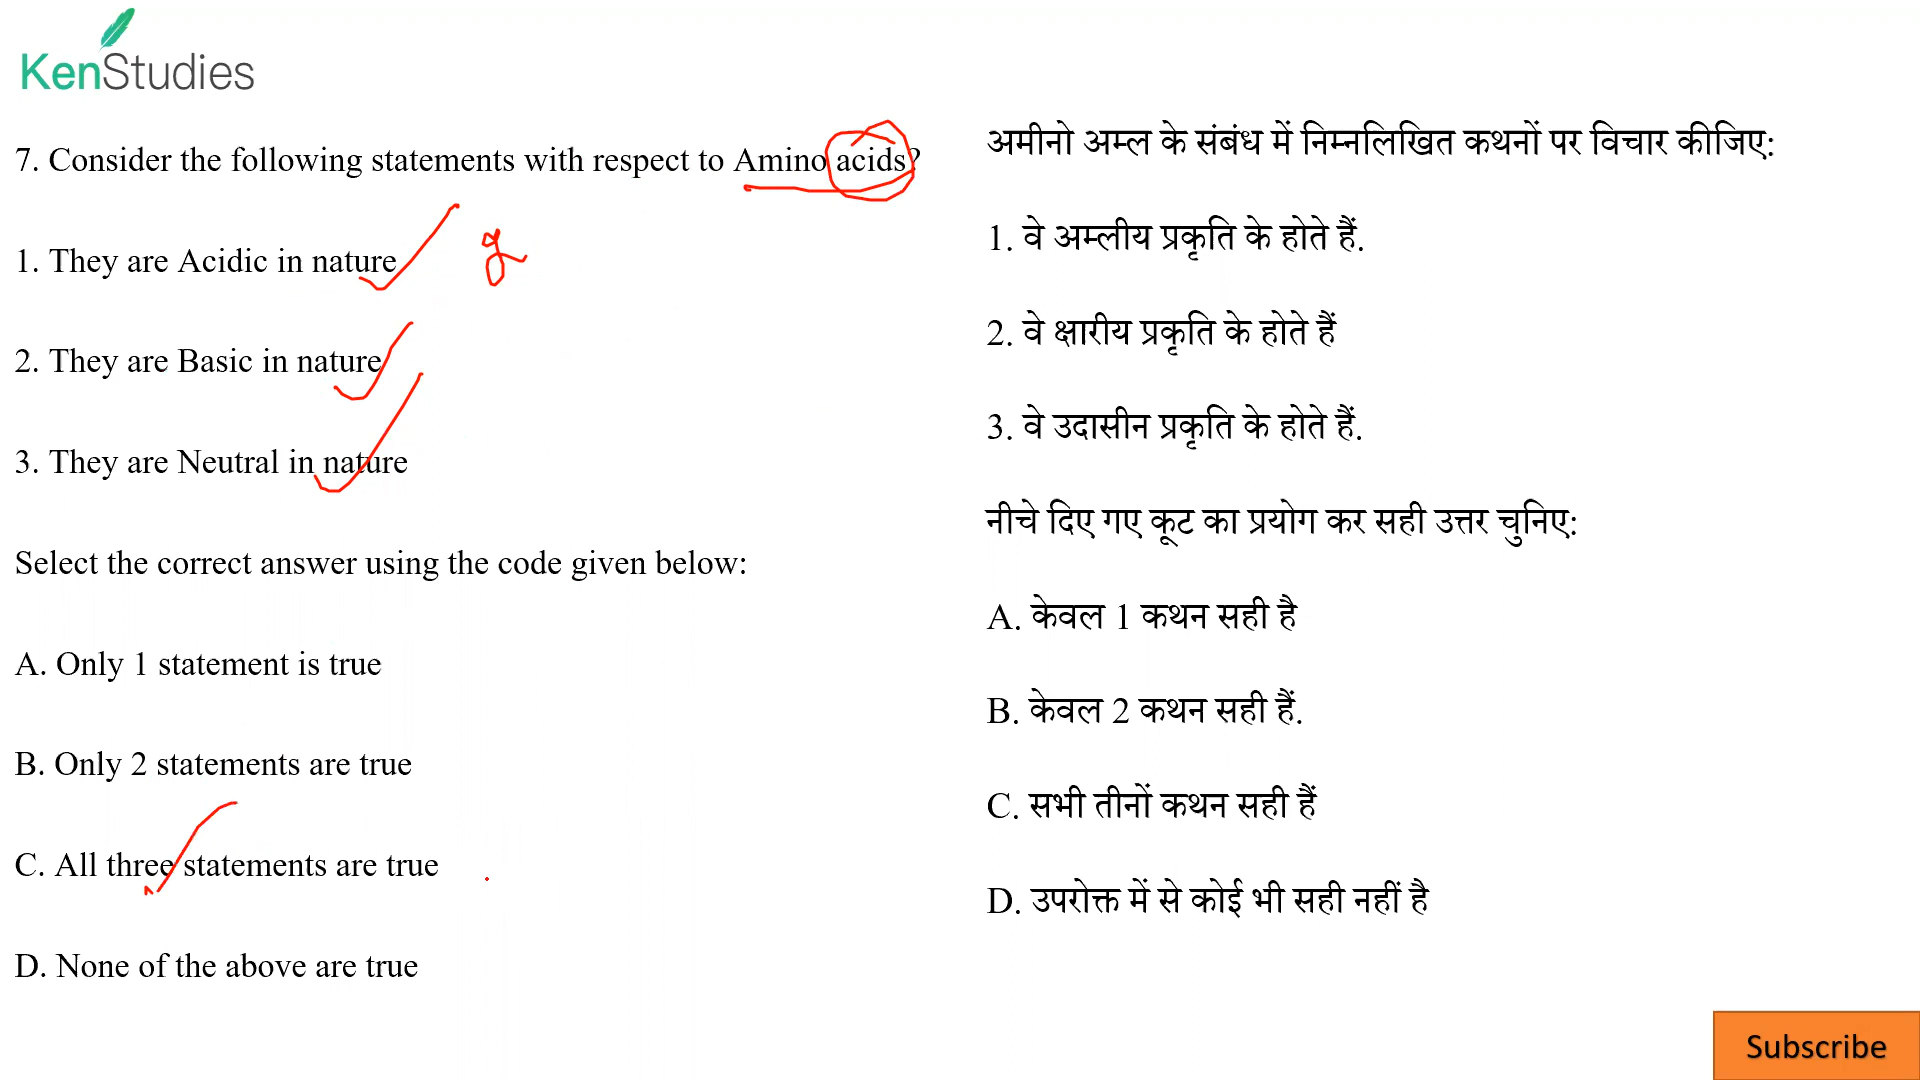 KenStudies
7. Consider the following statements with respect to Amino acids?
1. They are Acidic in nature
2. They are Basic in nature
3. They are Neutral in nature
Select the correct answer using the code given below:
A. Only 1 statement is true
B. Only 2 statements are true
C. All three statements are true
D. None of the above are true
अमीनो अम्ल के संबंध में निम्नलिखित कथनों पर विचार कीजिए:
1. वे अम्लीय प्रकृति के होते हैं.
2. वे क्षारीय प्रकृति के होते हैं
3. वे उदासीन प्रकृति के होते हैं.
नीचे दिए गए कूट का प्रयोग कर सही उत्तर चुनिए:
A. केवल 1 कथन सही है
B. केवल 2 कथन सही हैं.
C. सभी तीनों कथन सही हैं
D. उपरोक्त में से कोई भी सही नहीं है
Subscribe